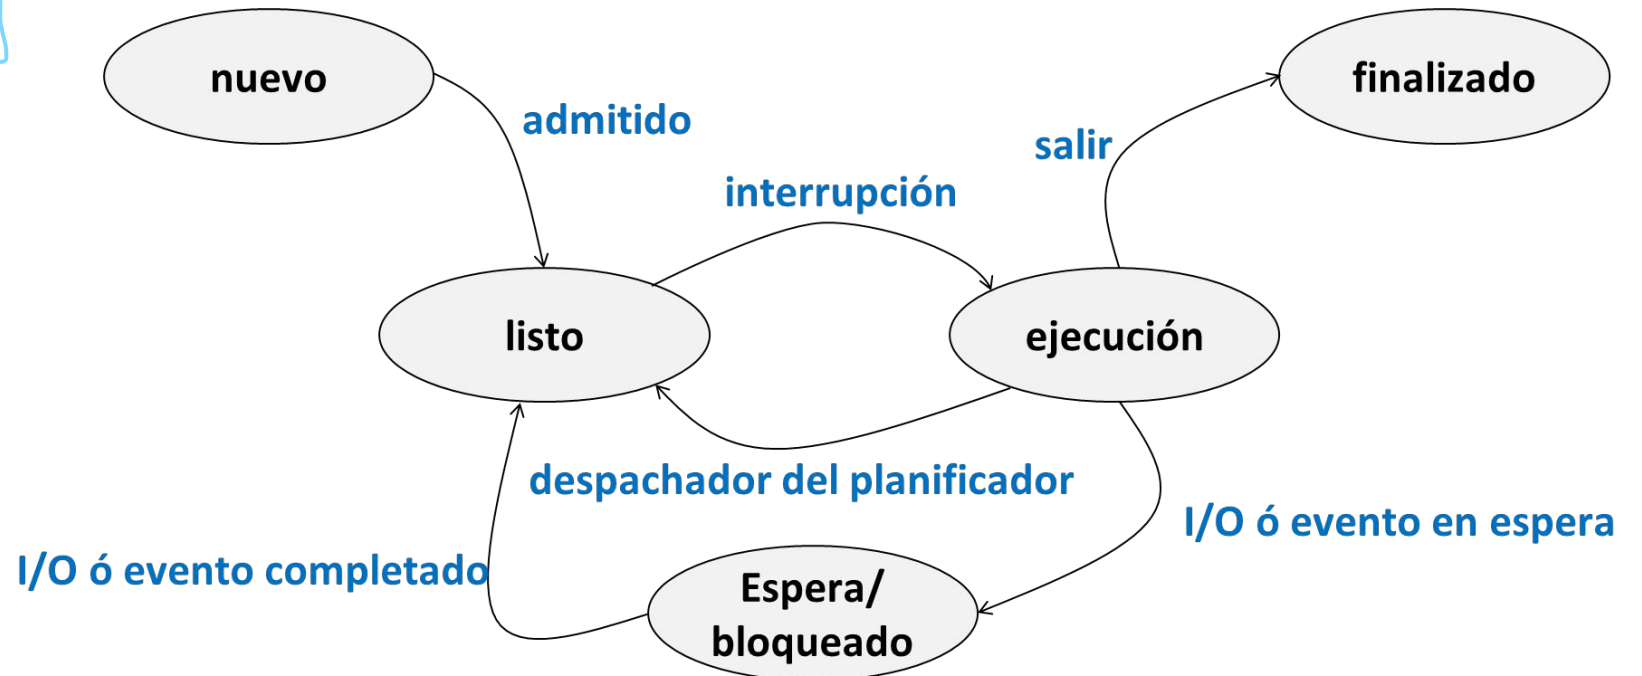 nuevo
finalizado
admitido
salir
interrupción
listo
ejecución
despachador del planificador
I/O ó evento en espera
I/O ó evento completado
Espera/
bloqueado